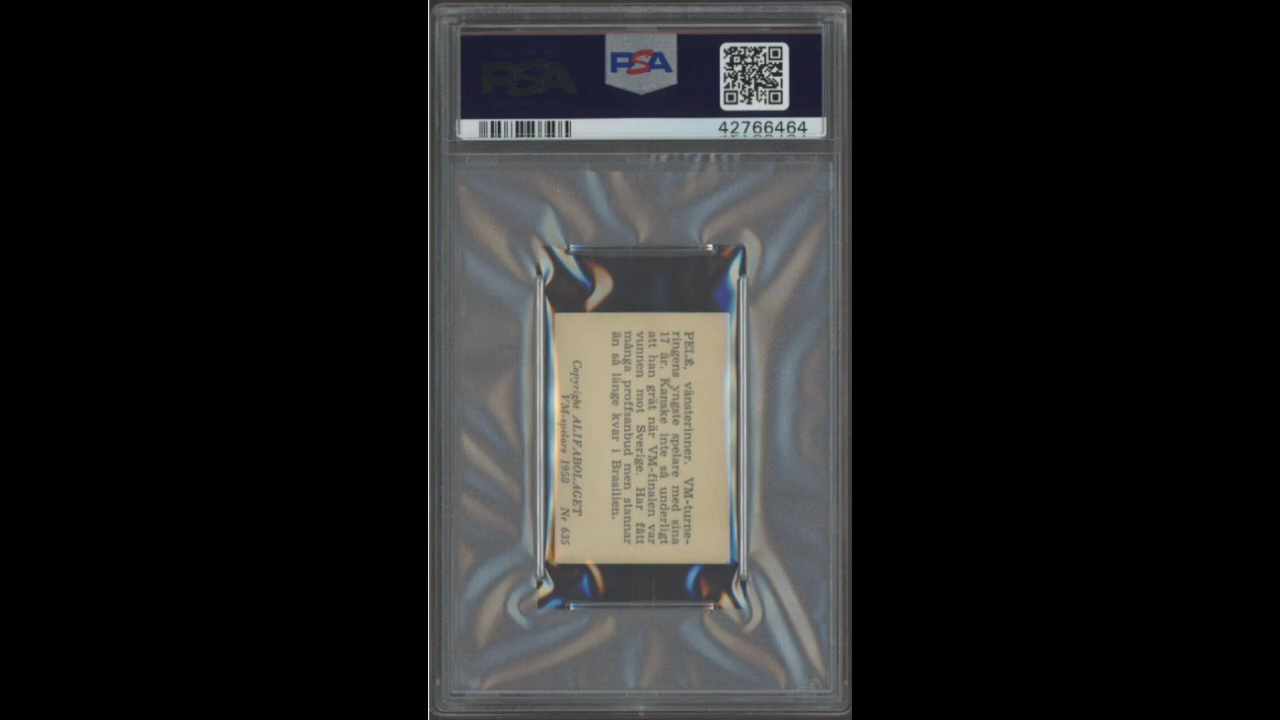 PSA
PSA
42766464
PELÉ, vänsterinner. VM-turne-
ringens yngste spelare med sina
17 år. Kanske inte så underligt
att han grät när VM-finalen var
vunnen mot Sverige. Har fått
många proffsanbud men stannar
än så länge kvar i Brasilien.
Copyright ALIFABOLAGET
VM-spelare 1958 Nr 635